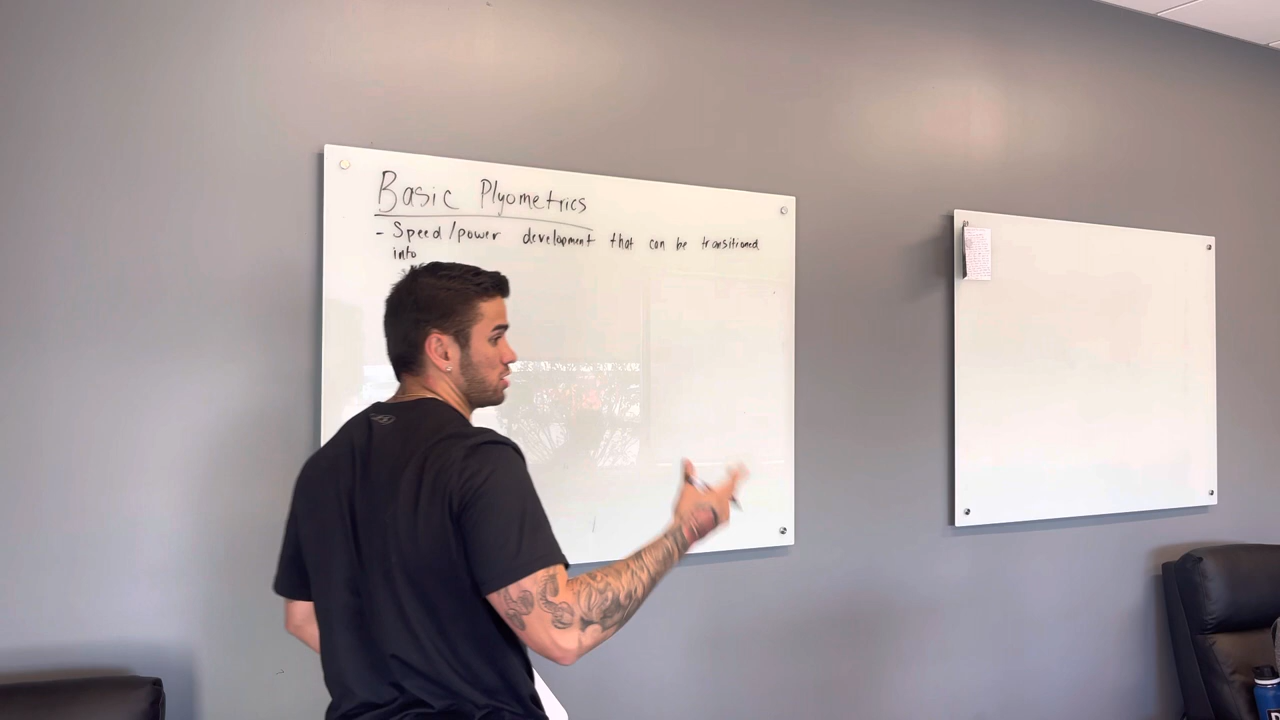 Basic Plyometrics
- Speed/power development that can be transitioned
into